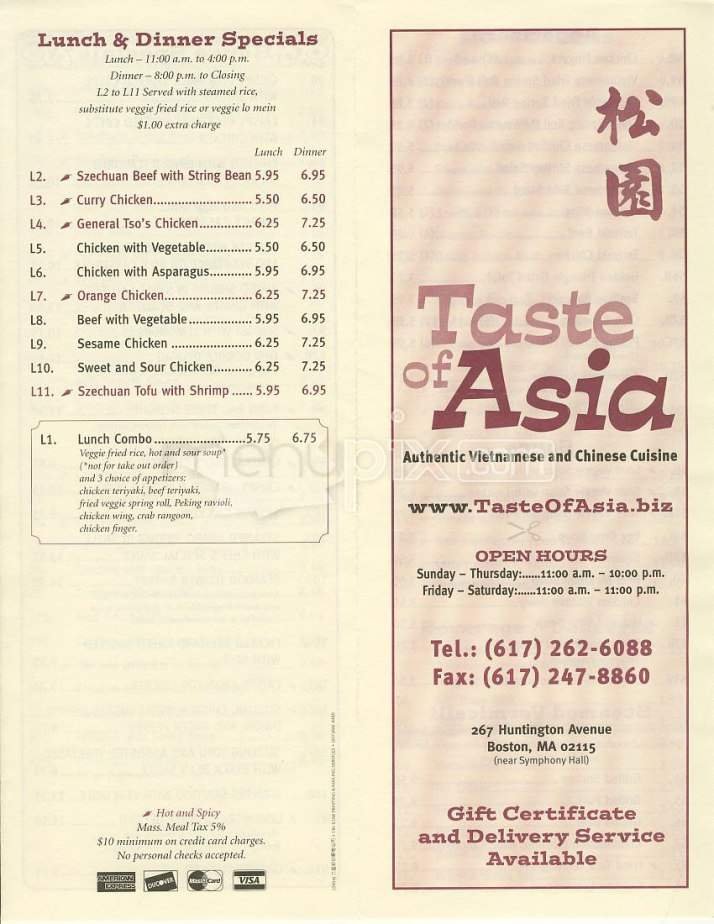 Lunch & Dinner Specials
Lunch – 11:00 a.m. to 4:00 p.m.
Dinner – 8:00 p.m. to Closing
L2 to L11 Served with steamed rice,
substitute veggie fried rice or veggie lo mein
$1.00 extra charge
Lunch Dinner
L2. Szechuan Beef with String Bean 5.95 6.95
L3. Curry Chicken............................ 5.50 6.50
L4. General Tso's Chicken............... 6.25 7.25
L5. Chicken with Vegetable............. 5.50 6.50
L6. Chicken with Asparagus............ 5.95 6.95
L7. Orange Chicken......................... 6.25 7.25
L8. Beef with Vegetable .................. 5.95 6.95
L9. Sesame Chicken ....................... 6.25 7.25
L10. Sweet and Sour Chicken........... 6.25 7.25
L11. Szechuan Tofu with Shrimp ...... 5.95 6.95
L1. Lunch Combo ..........................5.75 6.75
Veggie fried rice, hot and sour soup*
(*not for take out order)
and 3 choice of appetizers:
chicken teriyaki, beef teriyaki,
fried veggie spring roll, Peking ravioli,
chicken wing, crab rangoon,
chicken finger.
Hot and Spicy
Mass. Meal Tax 5%
$10 minimum on credit card charges.
No personal checks accepted.
AMERICAN EXPRESS DISCOVER MasterCard VISA
松園
Taste
of Asia
Authentic Vietnamese and Chinese Cuisine
www.TasteOfAsia.biz
OPEN HOURS
Sunday – Thursday:......11:00 a.m. – 10:00 p.m.
Friday – Saturday:......11:00 a.m. – 11:00 p.m.
Tel.: (617) 262-6088
Fax: (617) 247-8860
267 Huntington Avenue
Boston, MA 02115
(near Symphony Hall)
Gift Certificate
and Delivery Service
Available
menupix.com